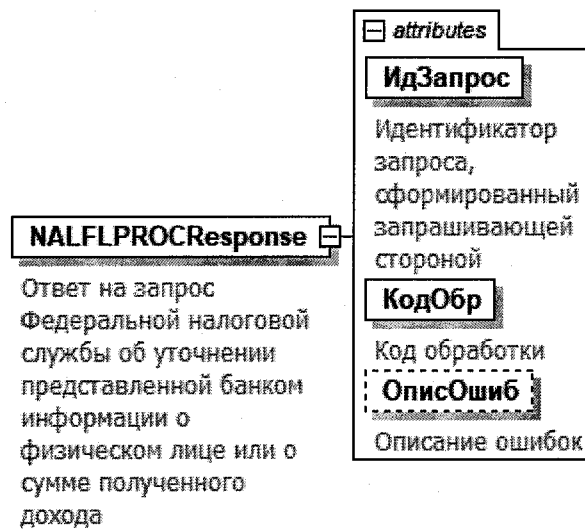 attributes
ИдЗапрос
Идентификатор
запроса,
сформированный
запрашивающей
стороной
NALFLPROCResponse
Ответ на запрос
Федеральной налоговой
службы об уточнении
представленной банком
информации о
физическом лице или о
сумме полученного
дохода
КодОбр
Код обработки
ОписОшиб
Описание ошибок